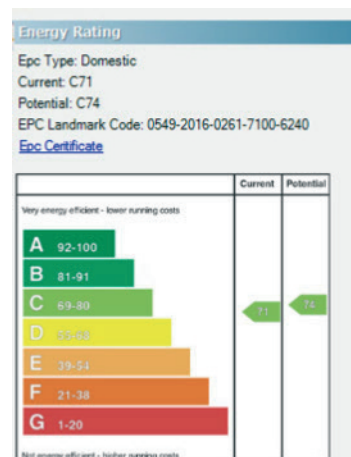 Energy Rating
Epc Type: Domestic
Current: C71
Potential: C74
EPC Landmark Code: 0549-2016-0261-7100-6240
Epc Certificate
Current Potential
Very energy efficient - lower running costs
A 92-100
B 81-91
C 69-80
71
74
D 55-68
E 39-54
F 21-38
G 1-20
Not energy efficient - higher running costs